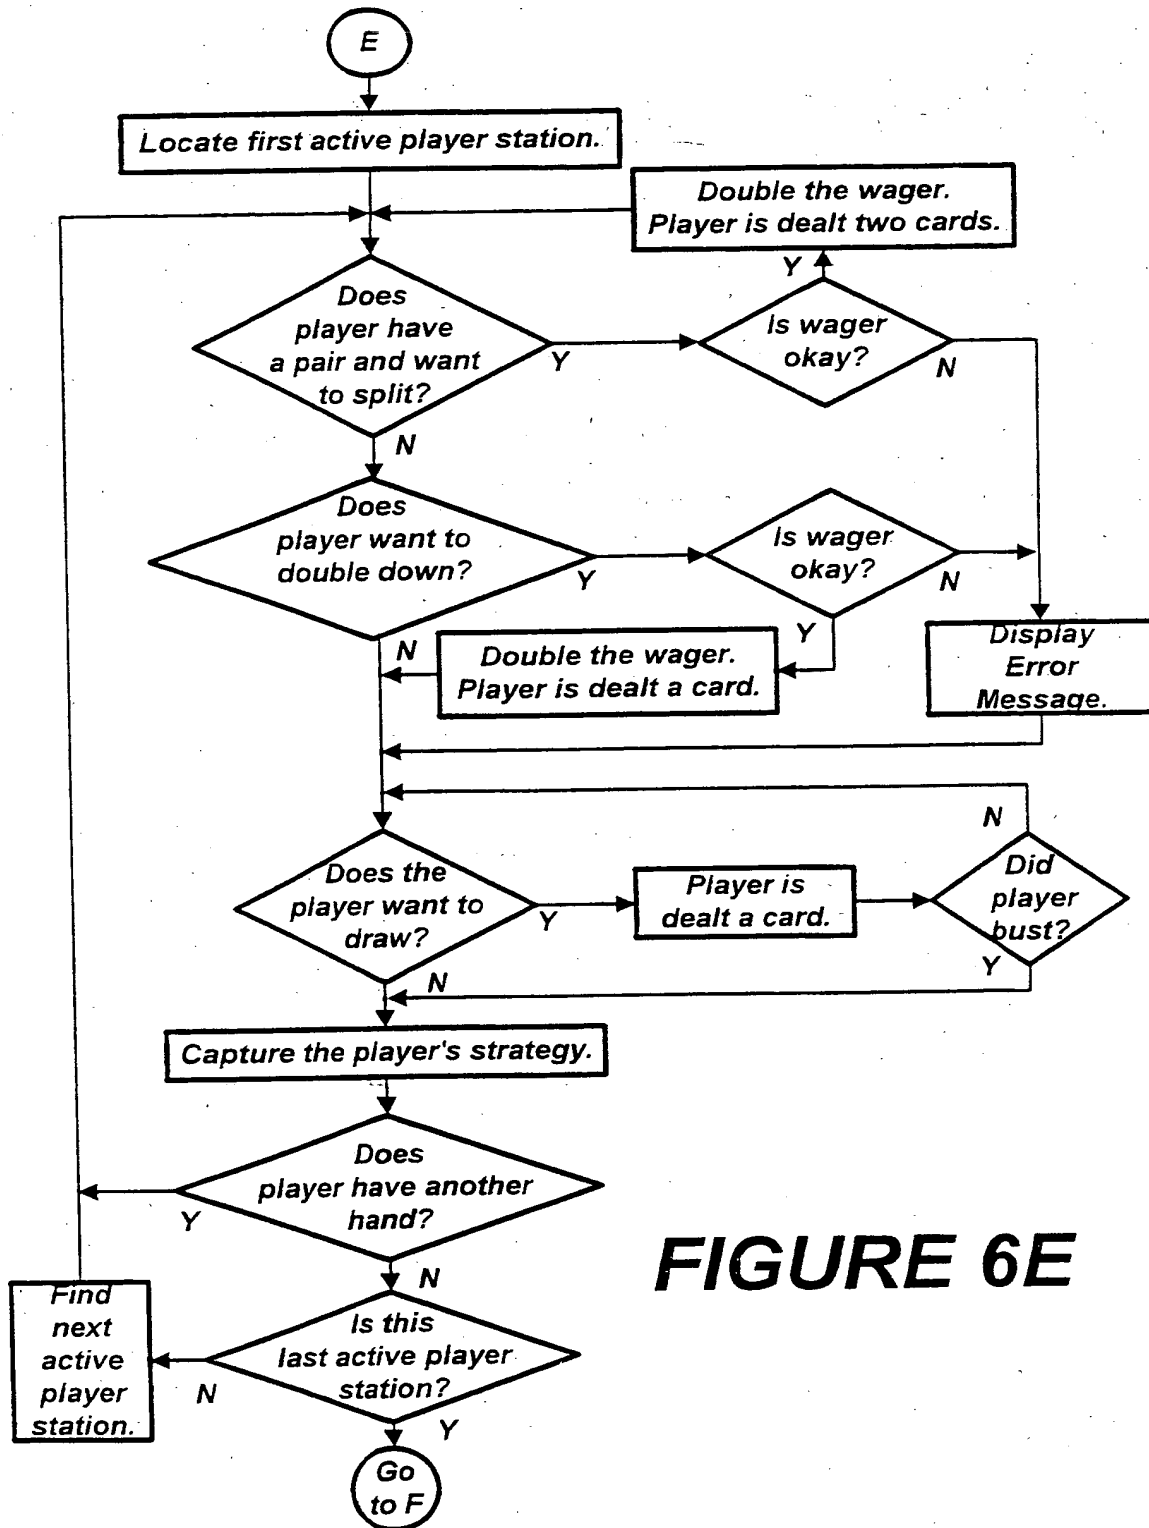 E
Locate first active player station.
Double the wager.
Player is dealt two cards.
Y
Does
player have
a pair and want
to split?
Y
Is wager
okay?
N
N
Does
player want to
double down?
Y
Is wager
okay?
N
Y
N
Double the wager.
Player is dealt a card.
Display
Error
Message.
N
Does the
player want to
draw?
Y
Player is
dealt a card.
Did
player
bust?
Y
N
Capture the player's strategy.
Does
player have another
hand?
Y
N
FIGURE 6E
Find
next
active
player
station.
Is this
last active player
station?
N
Y
Go
to F